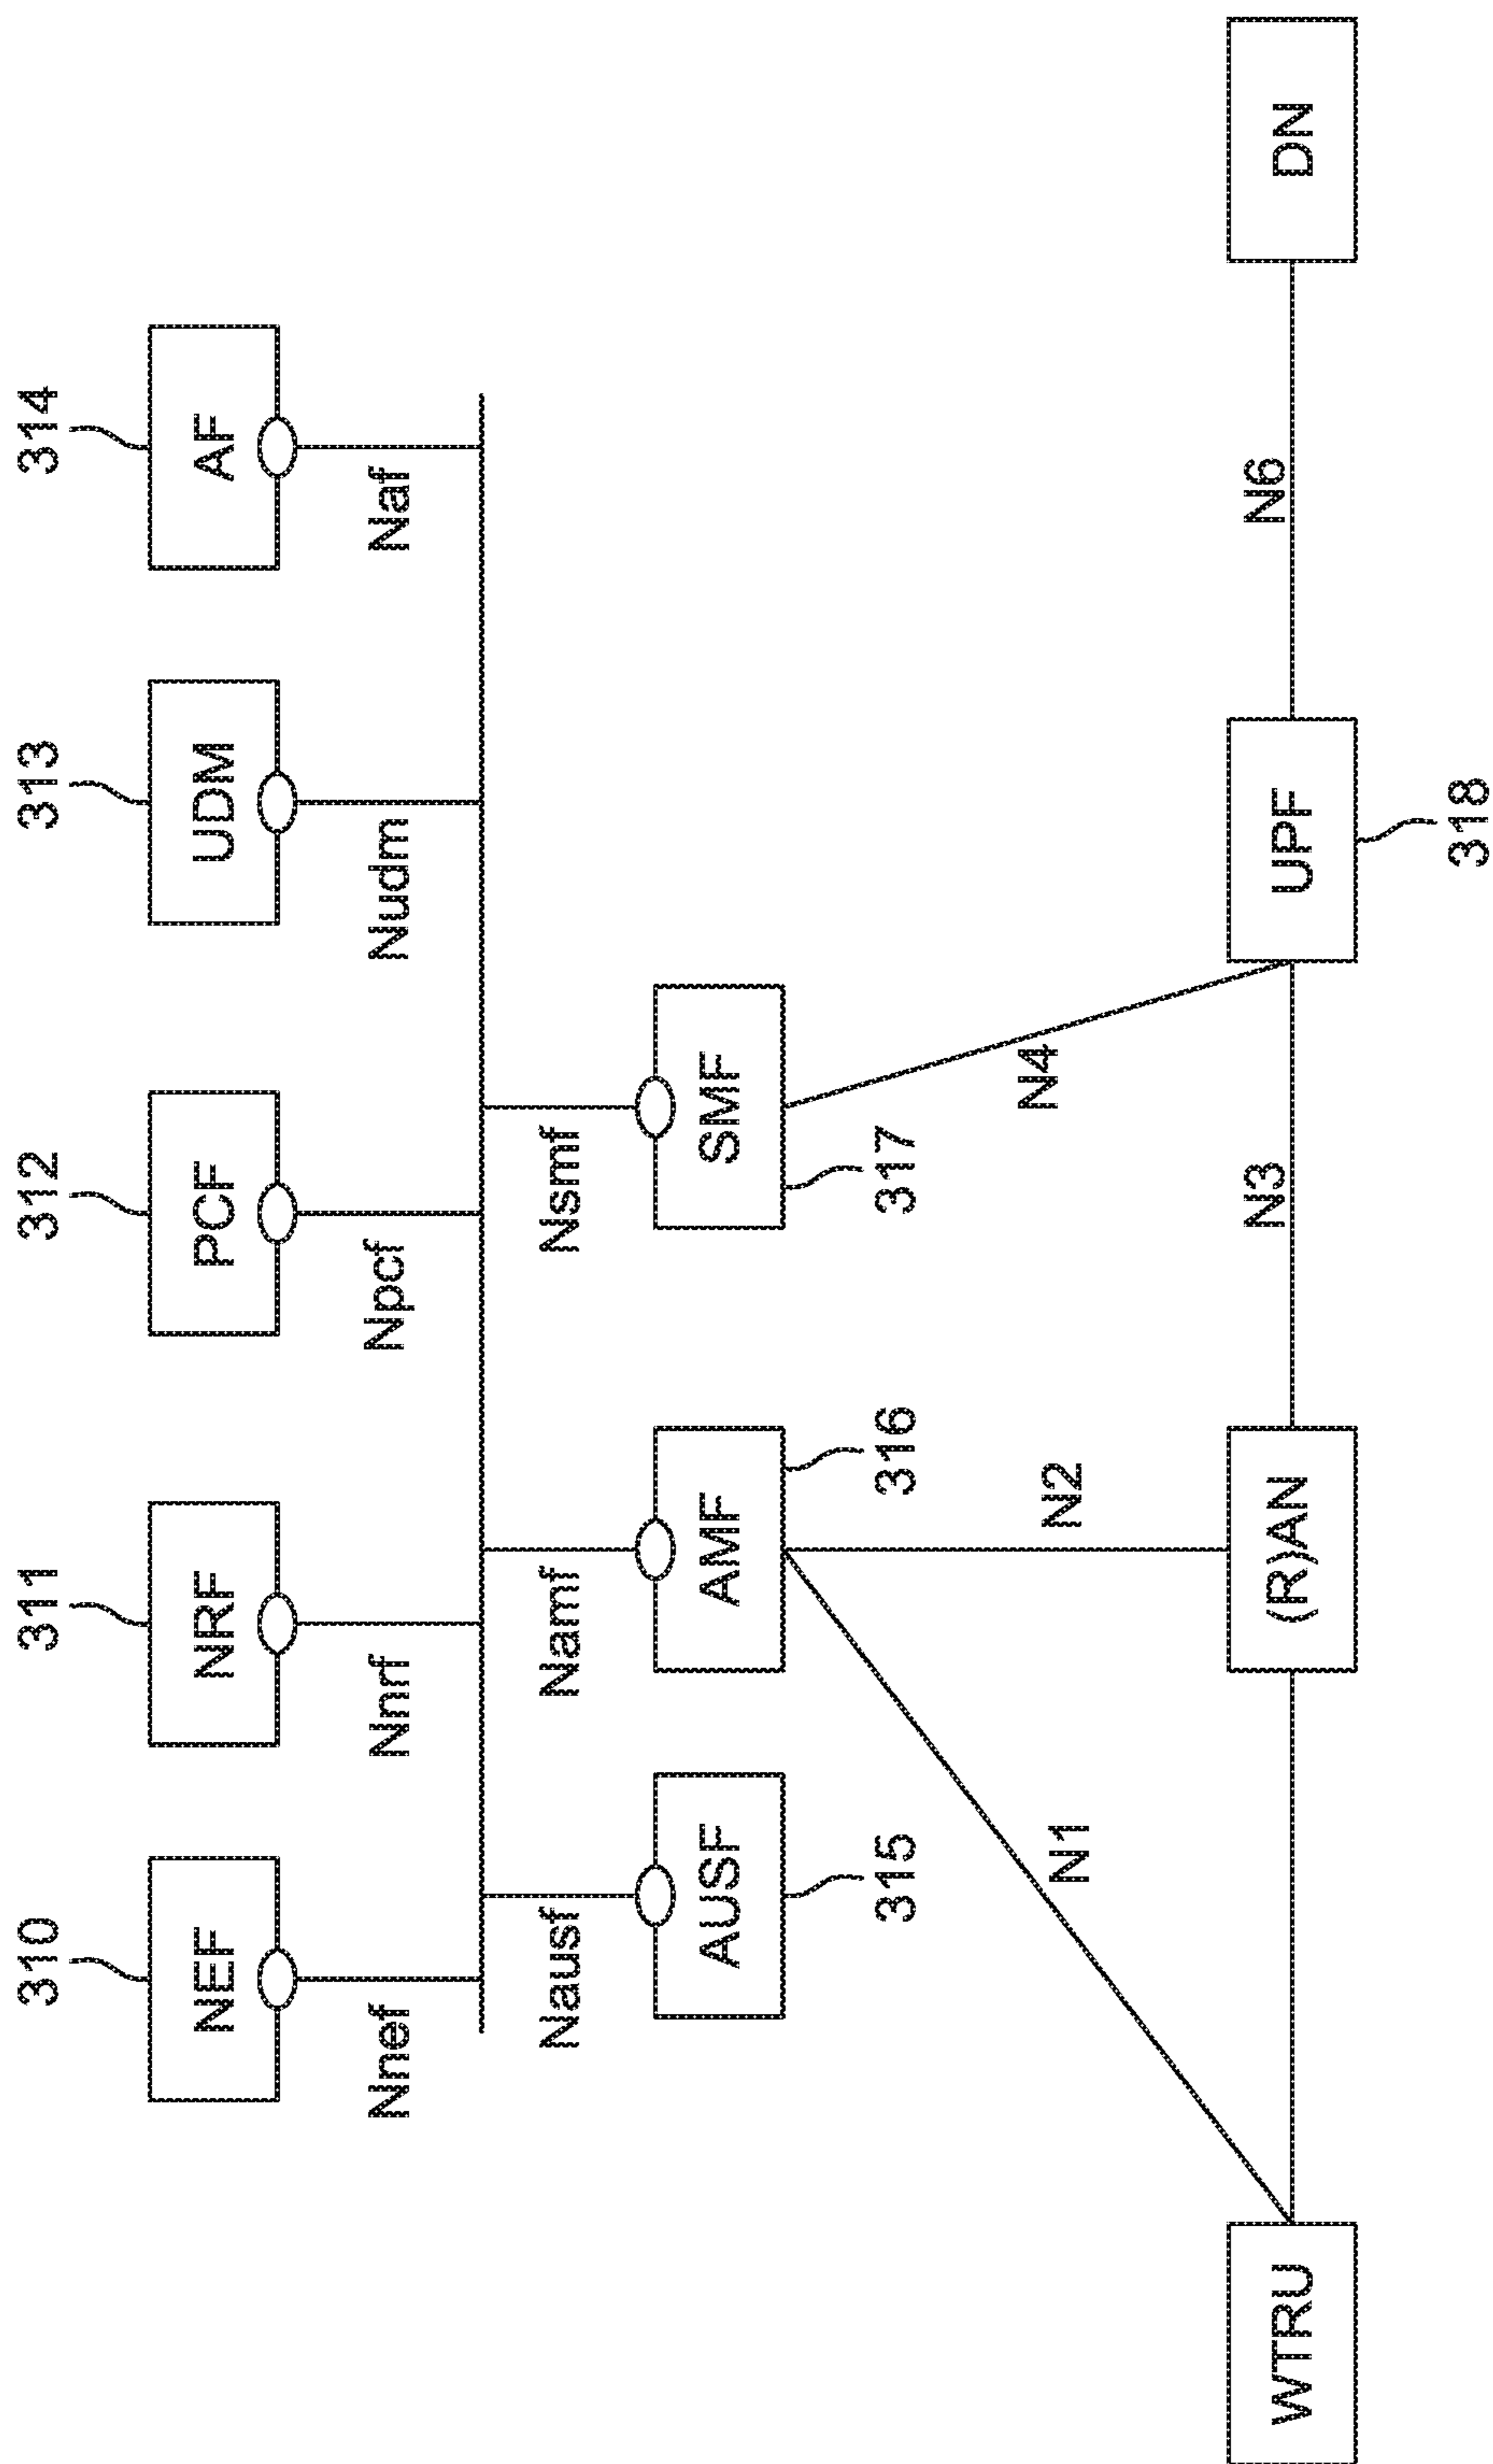 310
311
312
313
314
NEF
NRF
PCF
UDM
AF
Nnef
Nnrf
Npcf
Nudm
Naf
Nausf
Namf
Nsmf
AUSF
AMF
SMF
315
316
317
N1
N2
N4
N3
N6
WTRU
(R)AN
UPF
DN
318